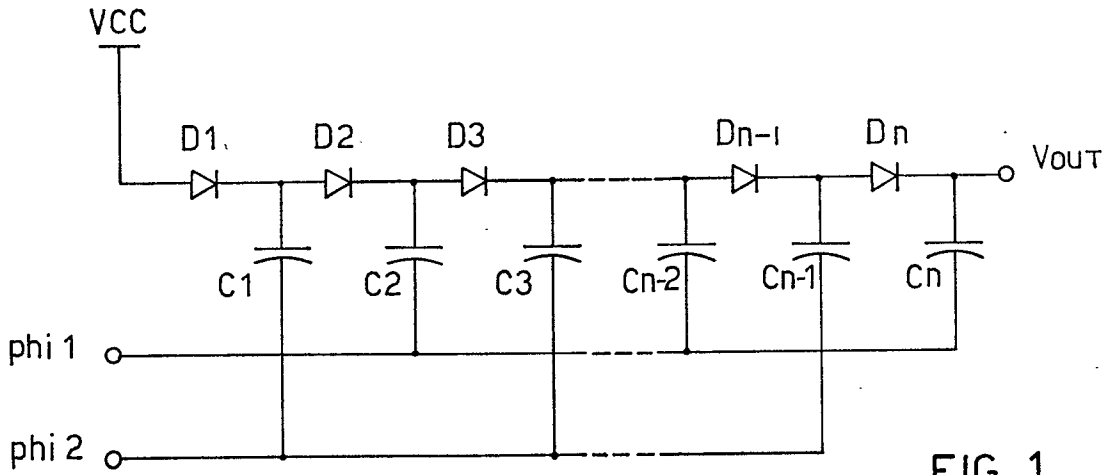 VCC
D1 D2 D3 Dn-1 Dn
VOUT
C1 C2 C3 Cn-2 Cn-1 Cn
phi 1
phi 2
FIG. 1